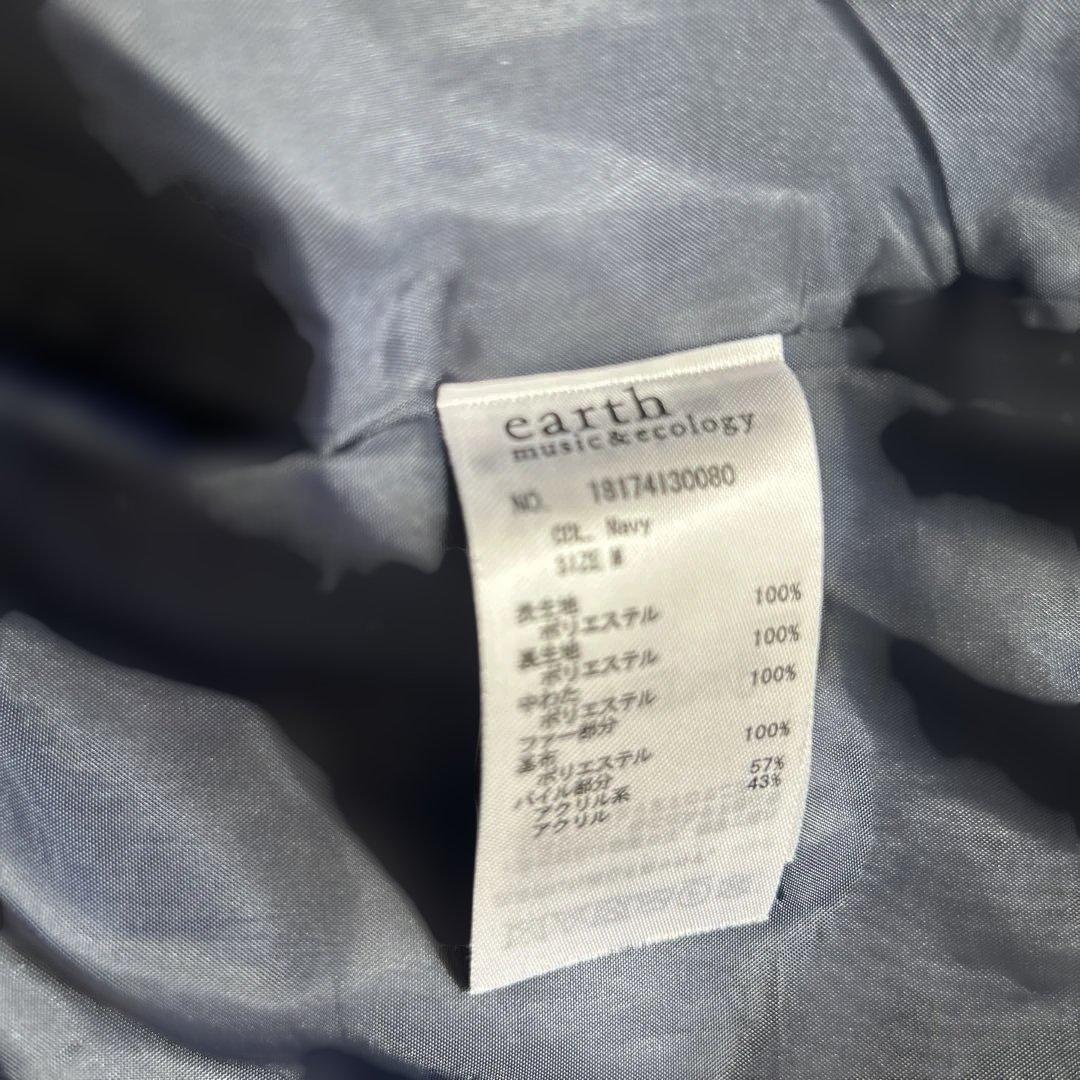 earth
music&ecology
NO. 18174130080
COL. Navy
SIZE M
表生地
ポリエステル 100%
裏生地
ポリエステル 100%
中わた
ポリエステル 100%
ファー部分
基布
ポリエステル 100%
パイル部分
アクリル系 57%
アクリル 43%